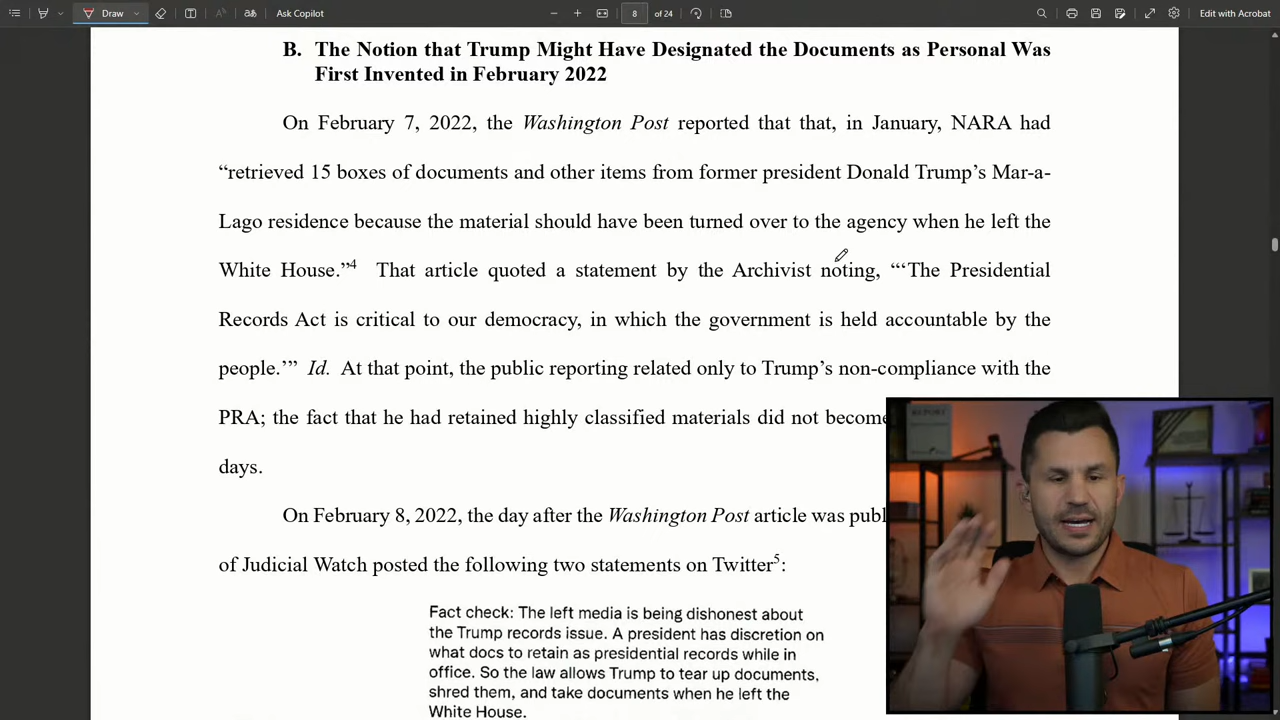 Draw
Ask Copilot
8
of 24
Edit with Acrobat
B. The Notion that Trump Might Have Designated the Documents as Personal Was
First Invented in February 2022
On February 7, 2022, the Washington Post reported that that, in January, NARA had
“retrieved 15 boxes of documents and other items from former president Donald Trump’s Mar-a-
Lago residence because the material should have been turned over to the agency when he left the
White House.”4 That article quoted a statement by the Archivist noting, “‘The Presidential
Records Act is critical to our democracy, in which the government is held accountable by the
people.’” Id. At that point, the public reporting related only to Trump’s non-compliance with the
PRA; the fact that he had retained highly classified materials did not become
days.
On February 8, 2022, the day after the Washington Post article was publ
of Judicial Watch posted the following two statements on Twitter5:
Fact check: The left media is being dishonest about
the Trump records issue. A president has discretion on
what docs to retain as presidential records while in
office. So the law allows Trump to tear up documents,
shred them, and take documents when he left the
White House.